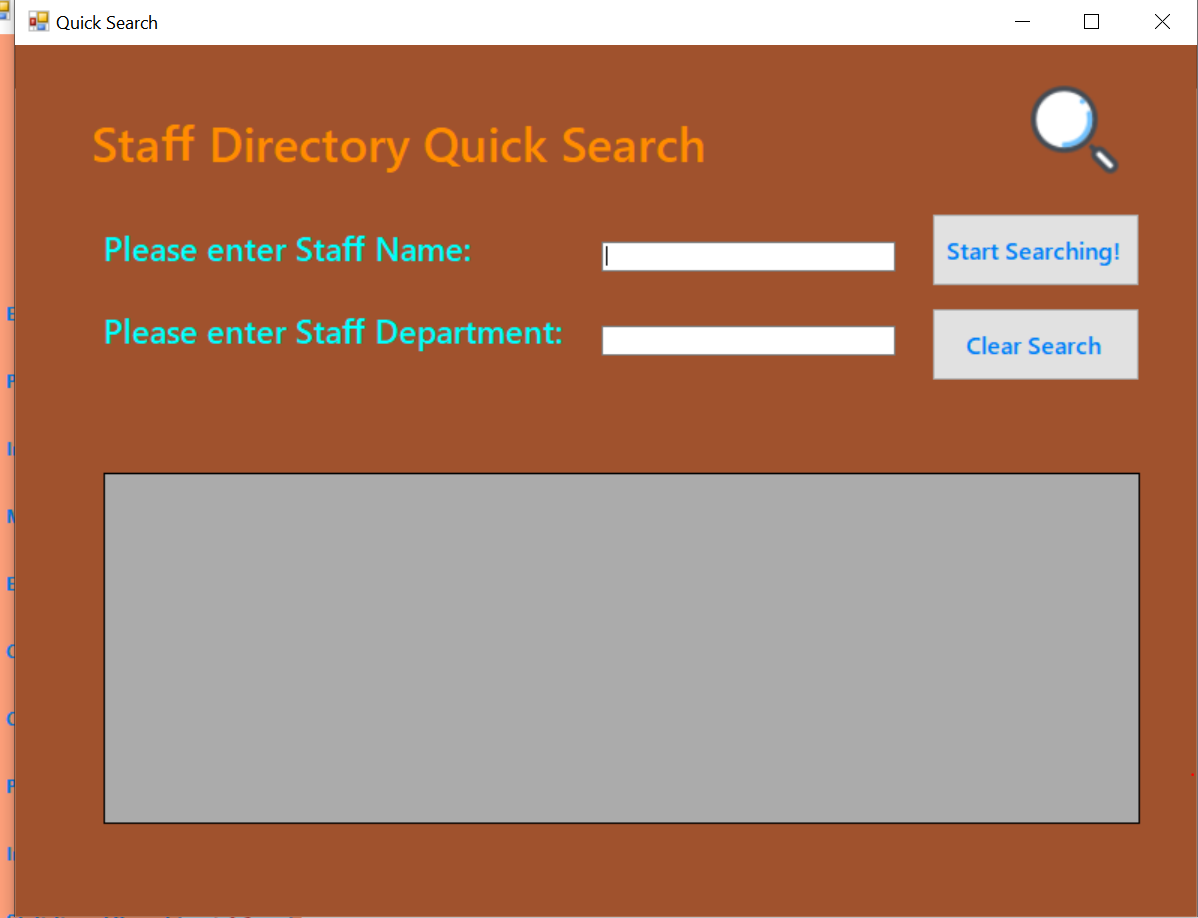 Quick Search
Staff Directory Quick Search
Please enter Staff Name:
Start Searching!
Please enter Staff Department:
Clear Search